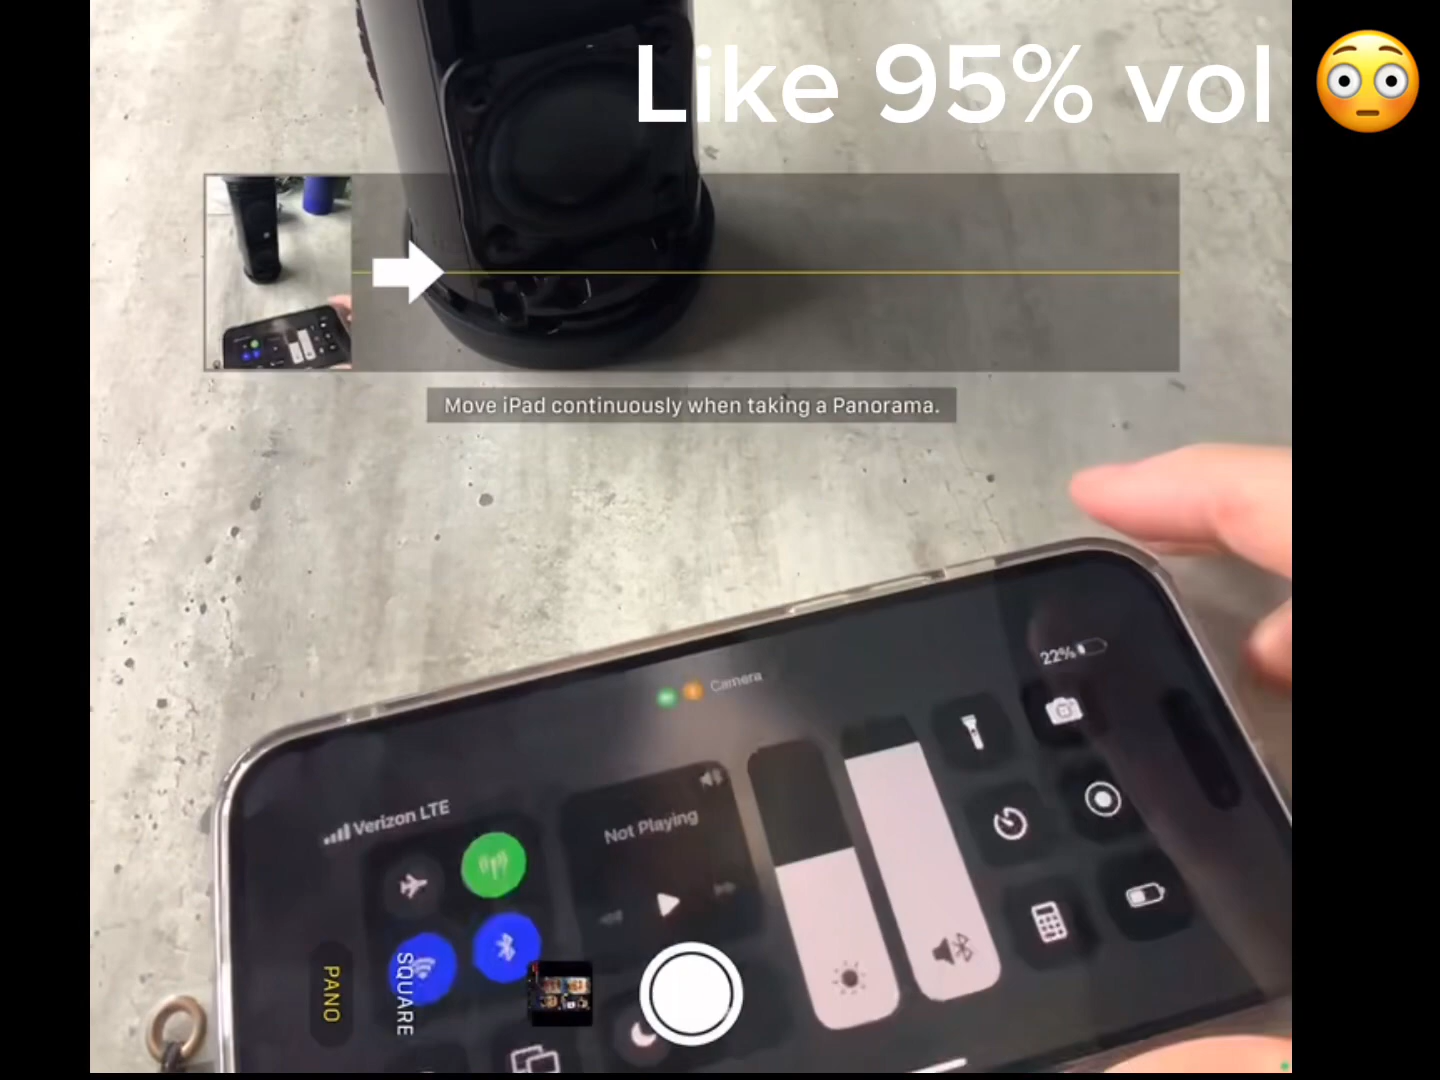 Like 95% vol 😳
Move iPad continuously when taking a Panorama.
22%
Camera
Verizon LTE
Not Playing
PANO
SQUARE